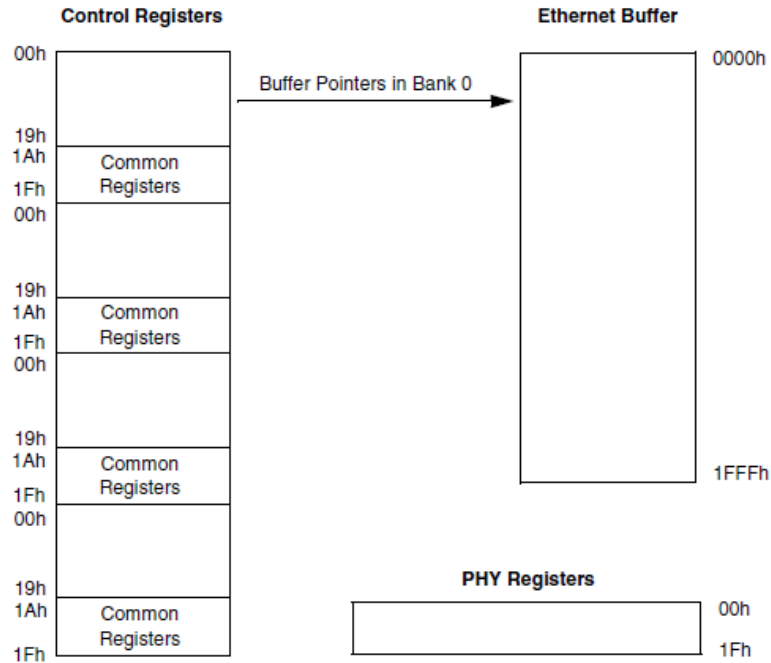 Control Registers
Ethernet Buffer
00h
Buffer Pointers in Bank 0
0000h
19h
1Ah
Common
Registers
1Fh
00h
19h
1Ah
Common
Registers
1Fh
00h
19h
1Ah
Common
Registers
1Fh
00h
1FFFh
19h
1Ah
Common
Registers
1Fh
PHY Registers
00h
1Fh